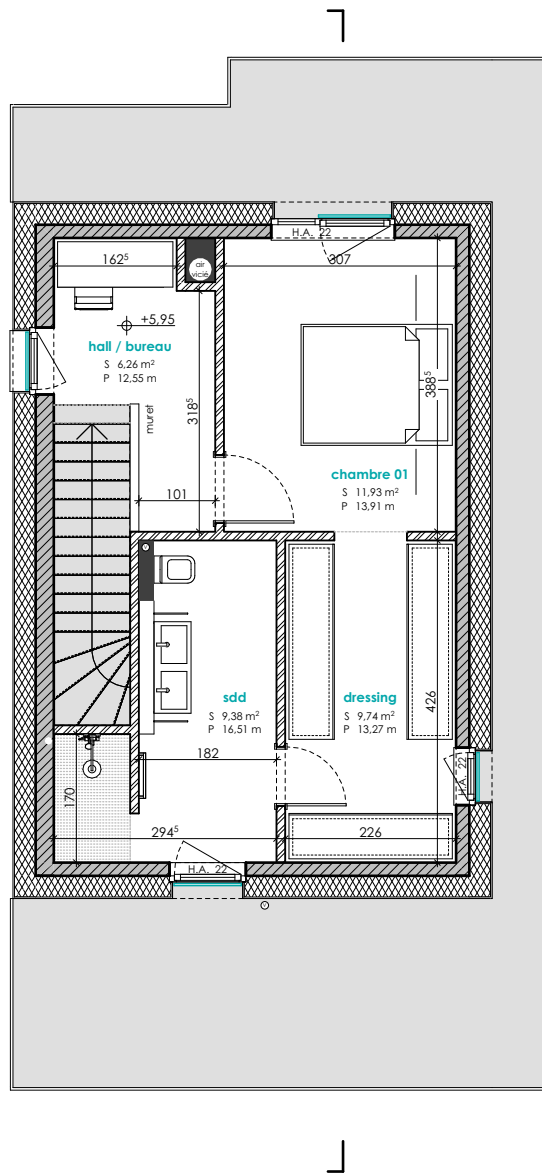 H.A. 22
162⁵
air
vicié
307
+5,95
hall / bureau
S 6,26 m²
P 12,55 m
muret
318⁵
388⁵
chambre 01
S 11,93 m²
P 13,91 m
101
sdd
S 9,38 m²
P 16,51 m
dressing
S 9,74 m²
P 13,27 m
426
182
170
H.A. 22
294⁵
226
H.A. 22